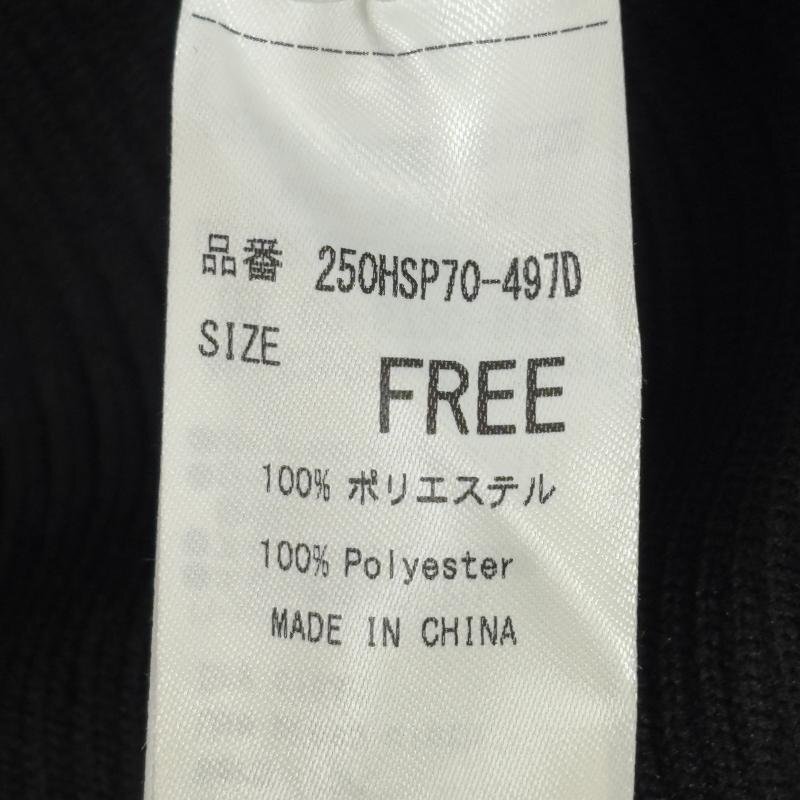 品番 250HSP70-497D
SIZE
FREE
100% ポリエステル
100% Polyester
MADE IN CHINA